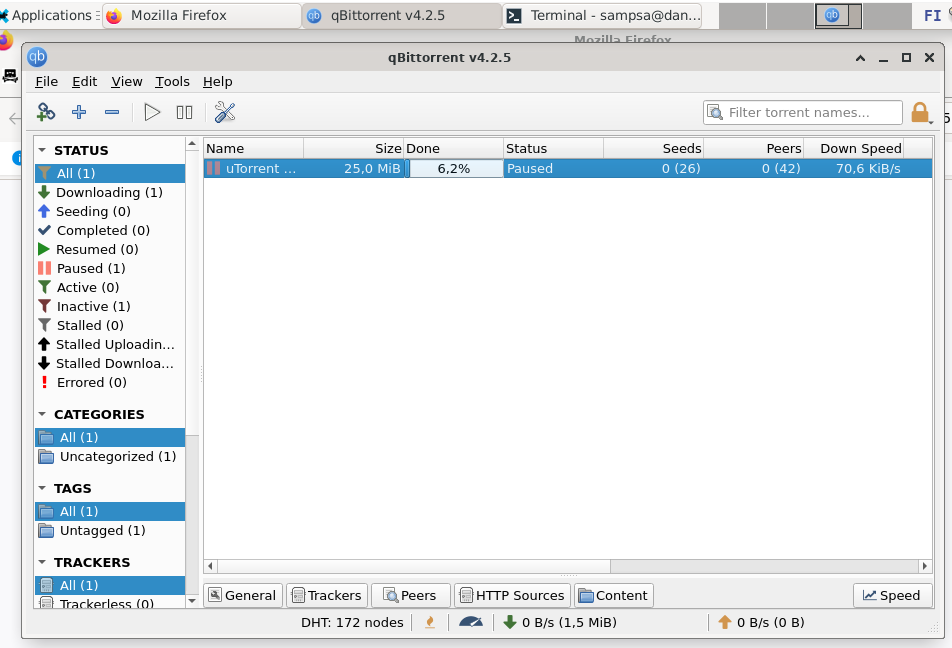 Applications
Mozilla Firefox
qBittorrent v4.2.5
Terminal - sampsa@dan...
qb
FI
Mozilla Firefox
qb
qBittorrent v4.2.5
File Edit View Tools Help
Filter torrent names...
STATUS
All (1)
Downloading (1)
Seeding (0)
Completed (0)
Resumed (0)
Paused (1)
Active (0)
Inactive (1)
Stalled (0)
Stalled Uploadin...
Stalled Downloa...
Errored (0)
CATEGORIES
All (1)
Uncategorized (1)
TAGS
All (1)
Untagged (1)
TRACKERS
All (1)
Trackerless (0)
Name Size Done Status Seeds Peers Down Speed
uTorrent ... 25,0 MiB 6,2% Paused 0 (26) 0 (42) 70,6 KiB/s
General Trackers Peers HTTP Sources Content Speed
DHT: 172 nodes 0 B/s (1,5 MiB) 0 B/s (0 B)